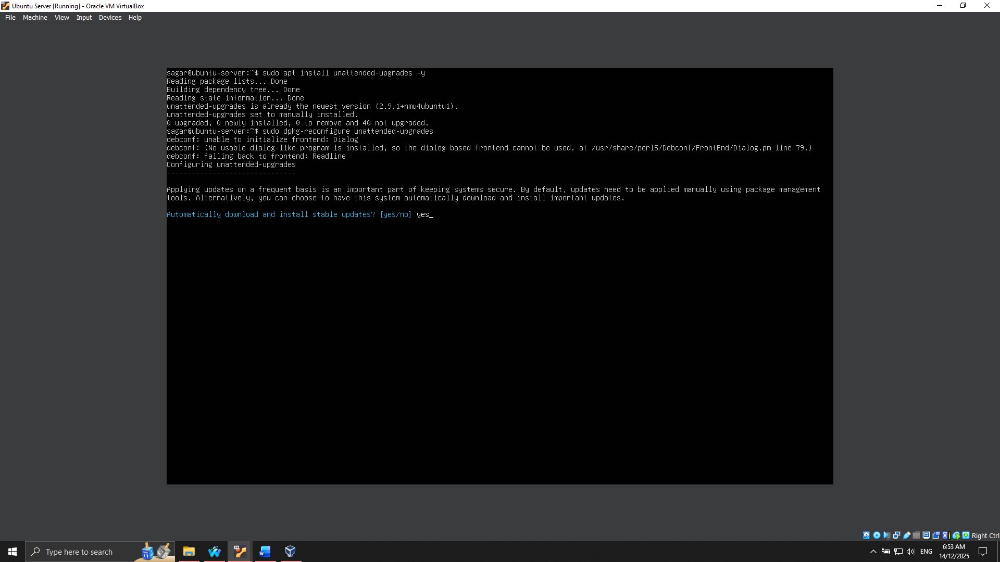 Ubuntu Server [Running] - Oracle VM VirtualBox
File Machine View Input Devices Help
sagar@ubuntu-server:~$ sudo apt install unattended-upgrades -y
Reading package lists... Done
Building dependency tree... Done
Reading state information... Done
unattended-upgrades is already the newest version (2.9.1+nmu4ubuntu1).
unattended-upgrades set to manually installed.
0 upgraded, 0 newly installed, 0 to remove and 40 not upgraded.
sagar@ubuntu-server:~$ sudo dpkg-reconfigure unattended-upgrades
debconf: unable to initialize frontend: Dialog
debconf: (No usable dialog-like program is installed, so the dialog based frontend cannot be used. at /usr/share/perl5/Debconf/FrontEnd/Dialog.pm line 79.)
debconf: falling back to frontend: Readline
Configuring unattended-upgrades
-------------------------------
Applying updates on a frequent basis is an important part of keeping systems secure. By default, updates need to be applied manually using package management
tools. Alternatively, you can choose to have this system automatically download and install important updates.
Automatically download and install stable updates? [yes/no] yes_
Right Ctrl
Type here to search
ENG
6:53 AM
14/12/2025